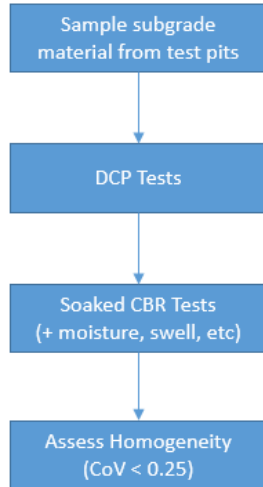 Sample subgrade
material from test pits
DCP Tests
Soaked CBR Tests
(+ moisture, swell, etc)
Assess Homogeneity
(CoV < 0.25)